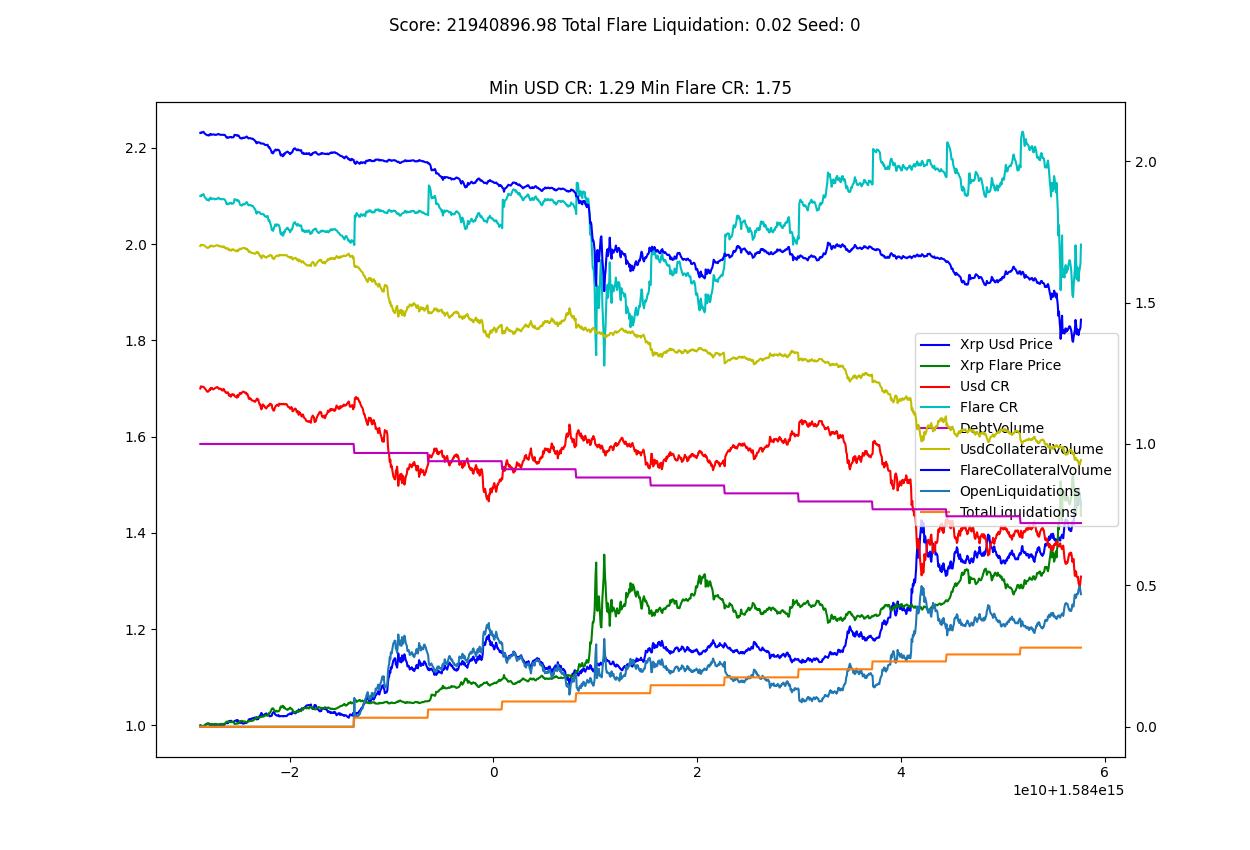 Score: 21940896.98 Total Flare Liquidation: 0.02 Seed: 0
Min USD CR: 1.29 Min Flare CR: 1.75
2.2
2.0
1.8
1.6
1.4
1.2
1.0
2.0
1.5
1.0
0.5
0.0
Xrp Usd Price
Xrp Flare Price
Usd CR
Flare CR
DebtVolume
UsdCollateralVolume
FlareCollateralVolume
OpenLiquidations
TotalLiquidations
−2
0
2
4
6
1e10+1.584e15